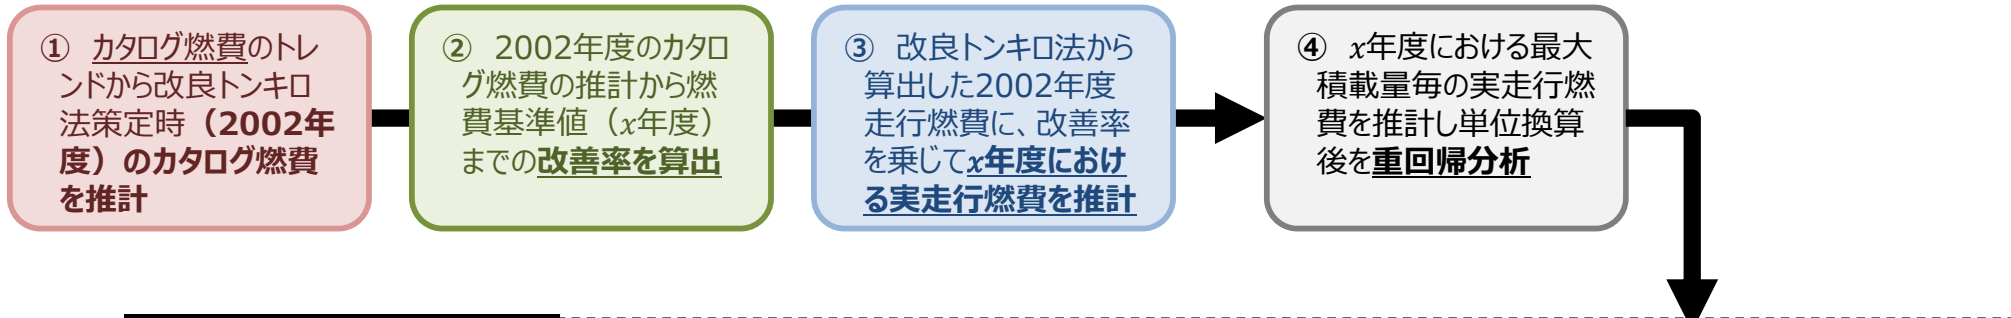 ① カタログ燃費のトレ
ンドから改良トンキロ
法策定時（2002年
度）のカタログ燃費
を推計
② 2002年度のカタロ
グ燃費の推計から燃
費基準値（x年度）
までの改善率を算出
③ 改良トンキロ法から
算出した2002年度
走行燃費に、改善率
を乗じてx年度におけ
る実走行燃費を推計
④ x年度における最大
積載量毎の実走行燃
費を推計し単位換算
後を重回帰分析